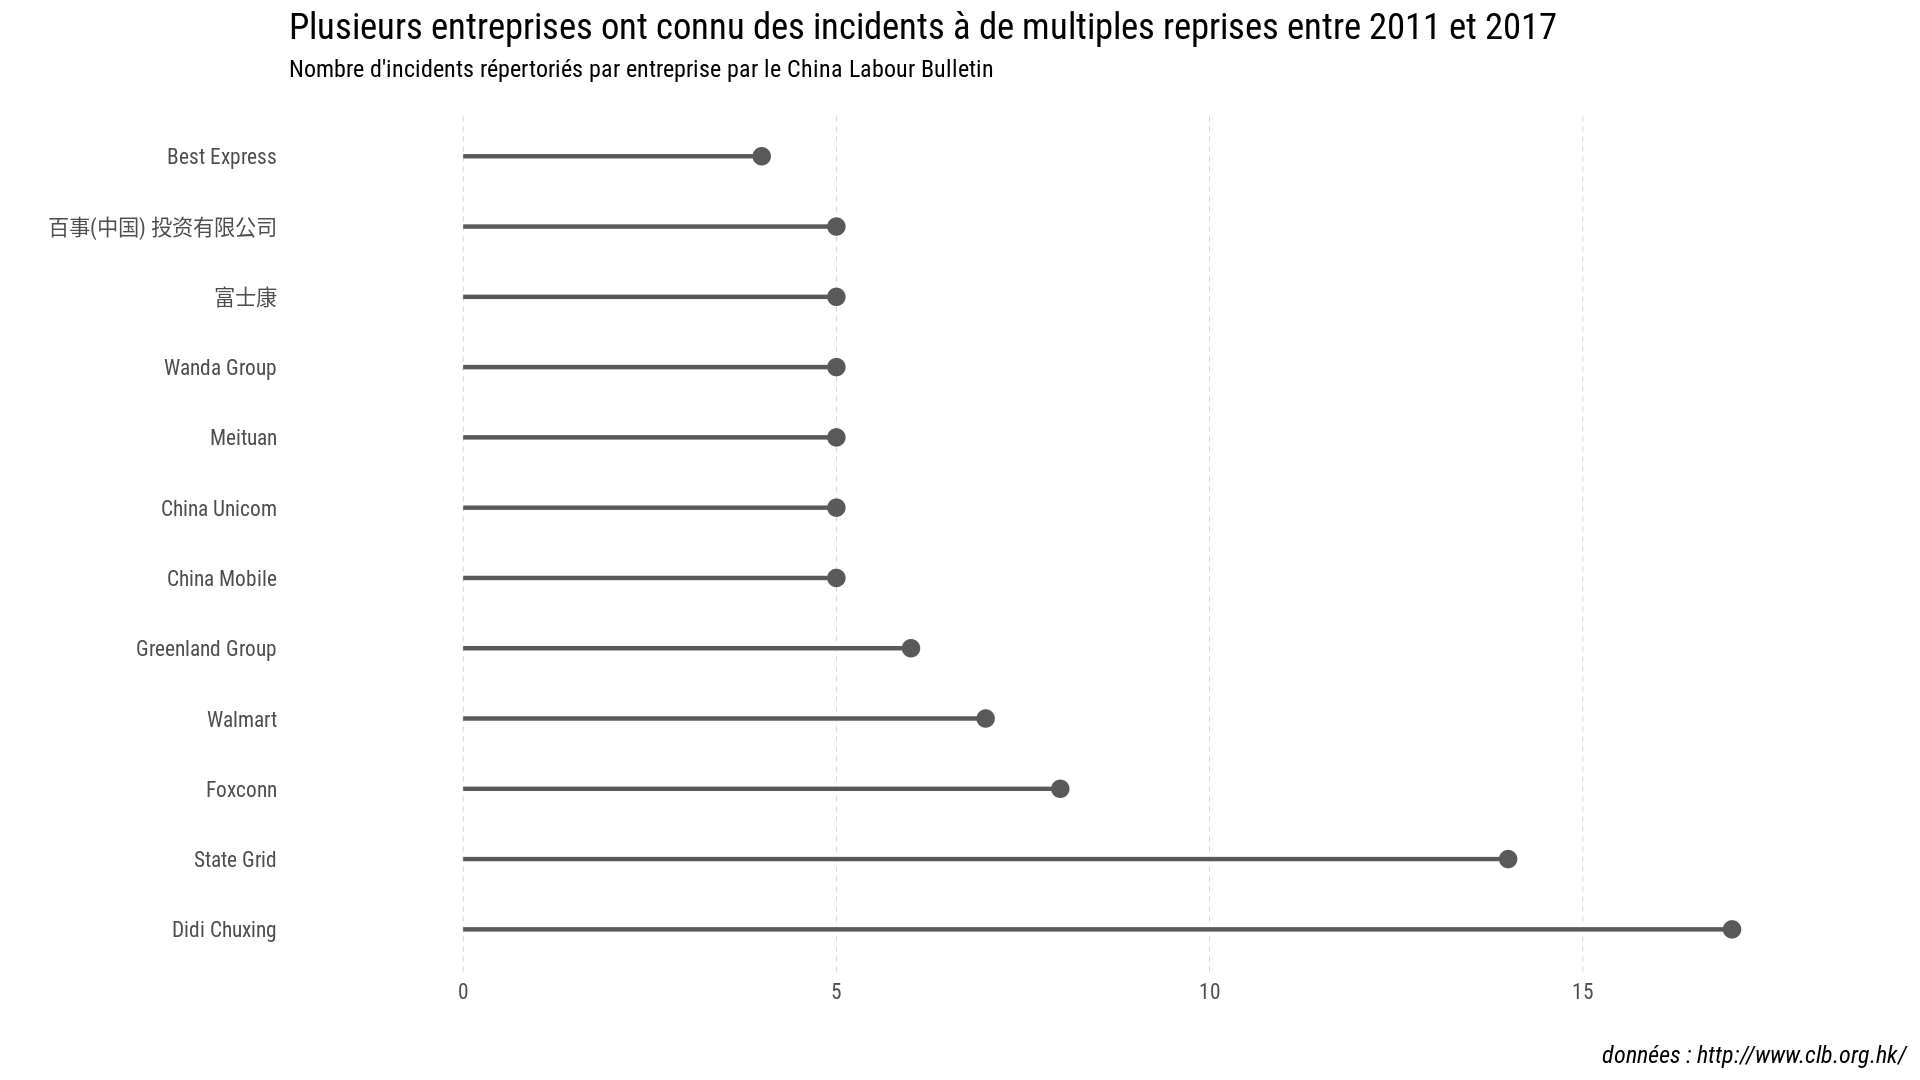 Plusieurs entreprises ont connu des incidents à de multiples reprises entre 2011 et 2017
Nombre d'incidents répertoriés par entreprise par le China Labour Bulletin
Best Express
百事(中国) 投资有限公司
富士康
Wanda Group
Meituan
China Unicom
China Mobile
Greenland Group
Walmart
Foxconn
State Grid
Didi Chuxing
0 5 10 15
données : http://www.clb.org.hk/